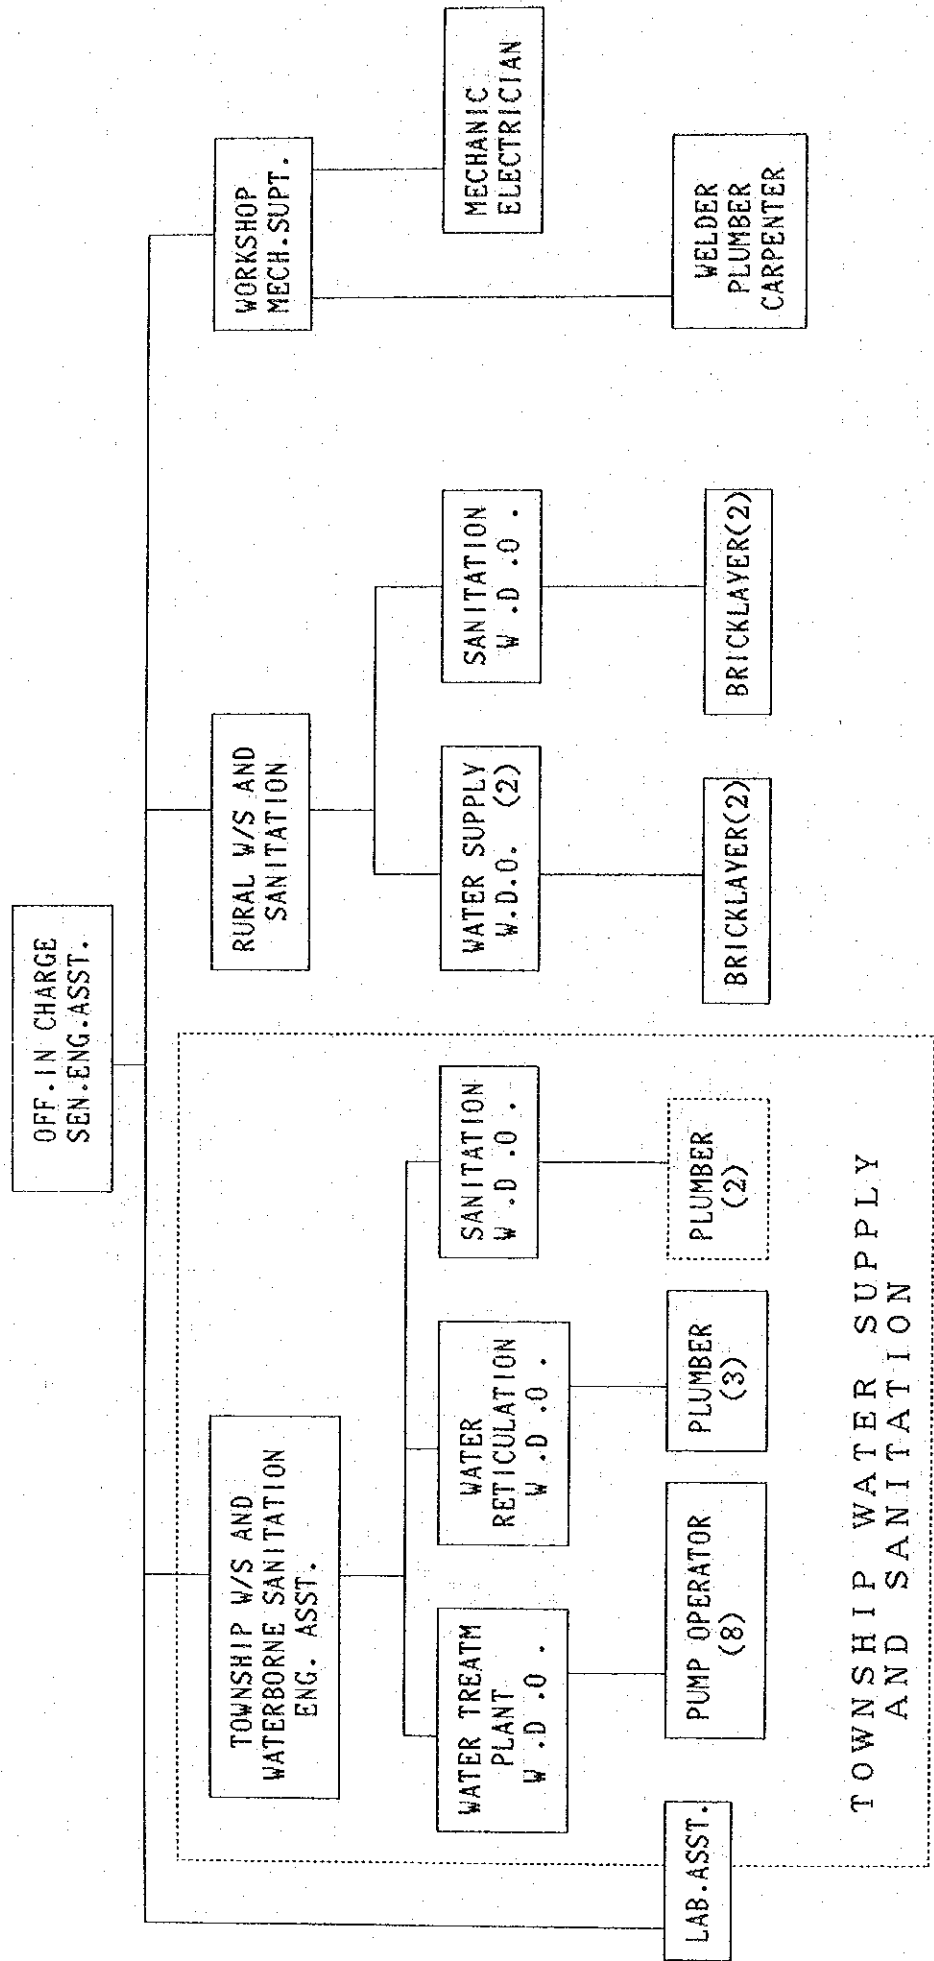 OFF.IN CHARGE
SEN.ENG.ASST.
TOWNSHIP W/S AND
WATERBORNE SANITATION
ENG. ASST.
RURAL W/S AND
SANITATION
WORKSHOP
MECH.SUPT.
WATER TREATM
PLANT
W .D .O .
WATER
RETICULATION
W .D .O .
SANITATION
W .D .O .
WATER SUPPLY
W.D.O. (2)
SANITATION
W .D .O .
MECHANIC
ELECTRICIAN
LAB.ASST.
PUMP OPERATOR
(8)
PLUMBER
(3)
PLUMBER
(2)
BRICKLAYER(2)
BRICKLAYER(2)
WELDER
PLUMBER
CARPENTER
TOWNSHIP WATER SUPPLY
AND SANITATION